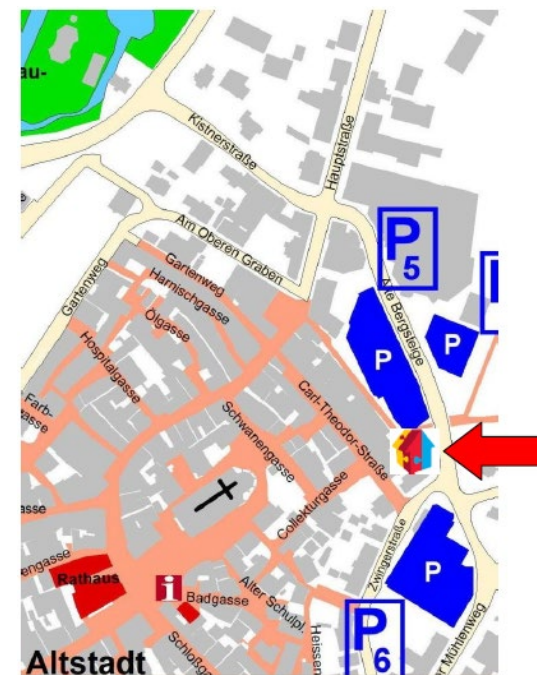 au-
Kistnerstraße
Hauptstraße
P
5
Am Oberen Graben
Gartenweg
Gartenweg
Harnischgasse
Ölgasse
Hospitalgasse
Alte Bergsteige
P
P
Farb-
gasse
Carl-Theodor-Straße
Schwanengasse
Collekturgasse
asse
engasse
Rathaus
i
Badgasse
Alter Schulpl.
Zwingerstraße
P
Heissen
P
6
r Mühlenweg
Schloßga
Altstadt